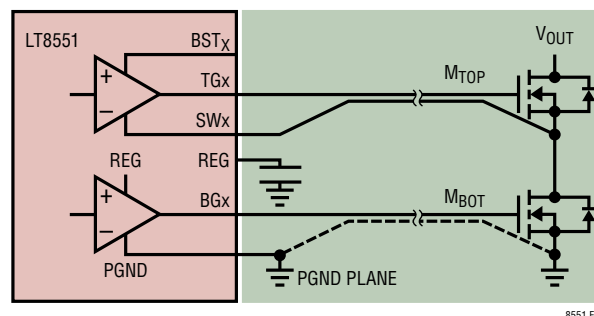 LT8551
BSTX
VOUT
TGx
MTOP
SWx
REG
REG
BGx
MBOT
PGND
PGND PLANE
+
−
+
−